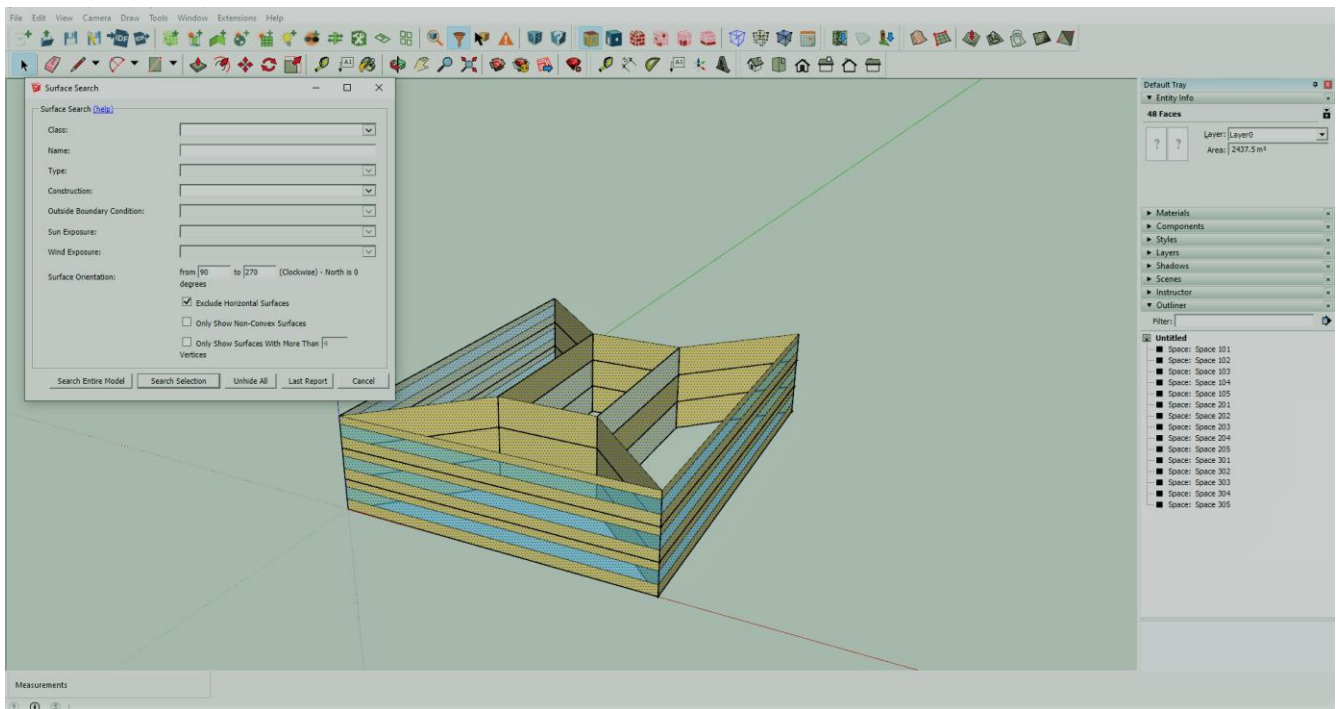 File Edit View Camera Draw Tools Window Extensions Help
Surface Search
Surface Search (help)
Class:
Name:
Type:
Construction:
Outside Boundary Condition:
Sun Exposure:
Wind Exposure:
Surface Orientation: from 90 to 270 (Clockwise) - North is 0
degrees
Exclude Horizontal Surfaces
Only Show Non-Convex Surfaces
Only Show Surfaces With More Than 4
Vertices
Search Entire Model Search Selection Unhide All Last Report Cancel
Default Tray
Entity Info
48 Faces
Layer: Layer0
Area: 2437.5 m²
? ?
Materials
Components
Styles
Layers
Shadows
Scenes
Instructor
Outliner
Filter:
Untitled
Space: Space 101
Space: Space 102
Space: Space 103
Space: Space 104
Space: Space 105
Space: Space 201
Space: Space 202
Space: Space 203
Space: Space 204
Space: Space 205
Space: Space 301
Space: Space 302
Space: Space 303
Space: Space 304
Space: Space 305
Measurements